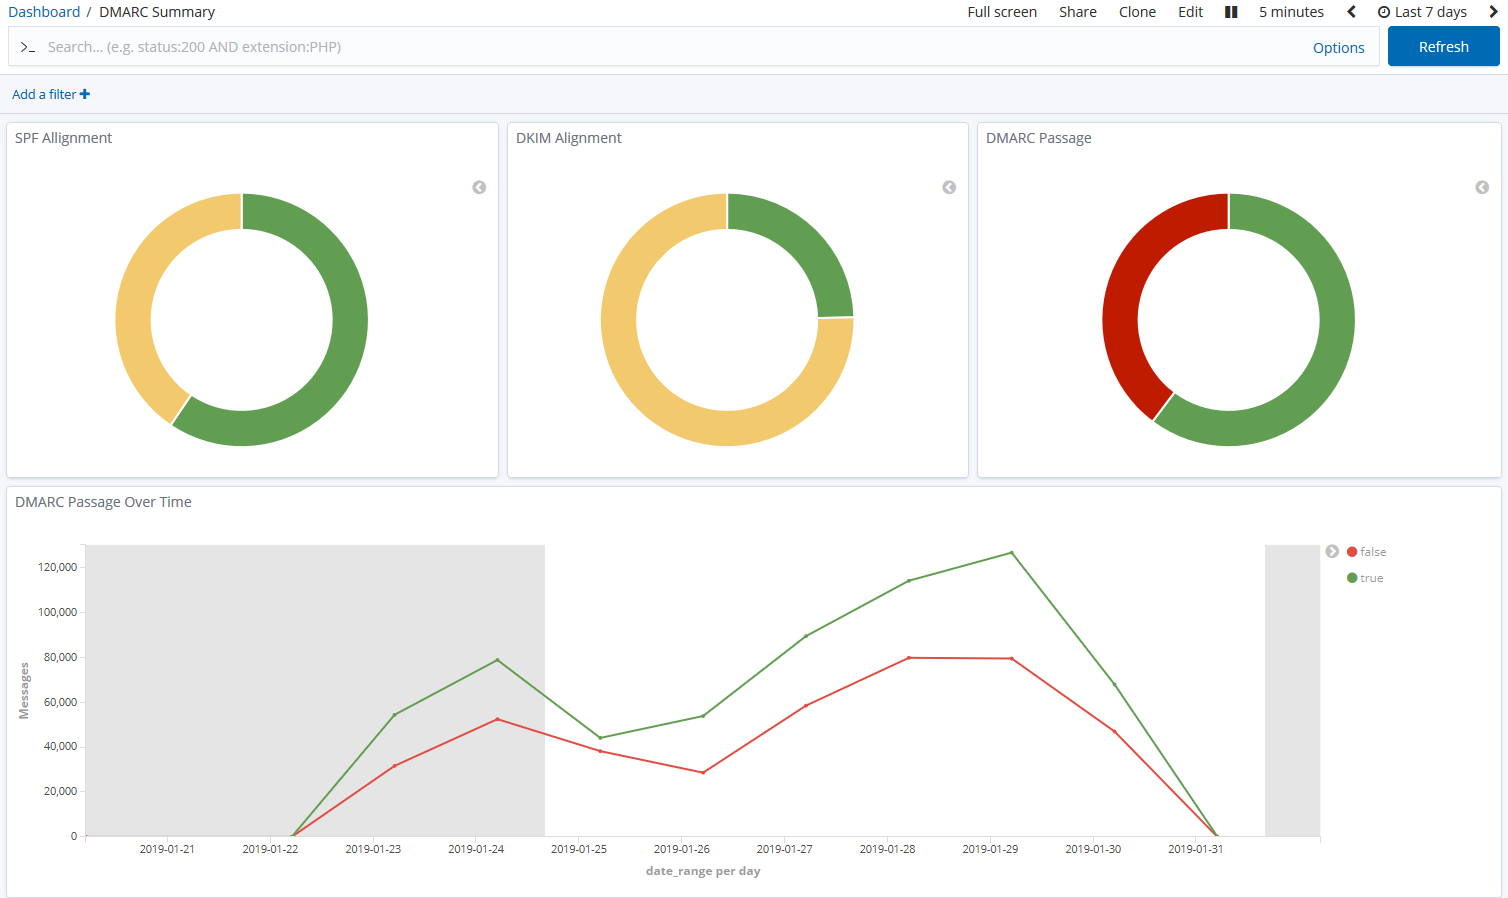 Dashboard / DMARC Summary
Full screen Share Clone Edit 5 minutes Last 7 days
>_ Search... (e.g. status:200 AND extension:PHP) Options Refresh
Add a filter +
SPF Allignment
DKIM Alignment
DMARC Passage
DMARC Passage Over Time
120,000
100,000
80,000
60,000
40,000
20,000
0
Messages
2019-01-21 2019-01-22 2019-01-23 2019-01-24 2019-01-25 2019-01-26 2019-01-27 2019-01-28 2019-01-29 2019-01-30 2019-01-31
date_range per day
false
true